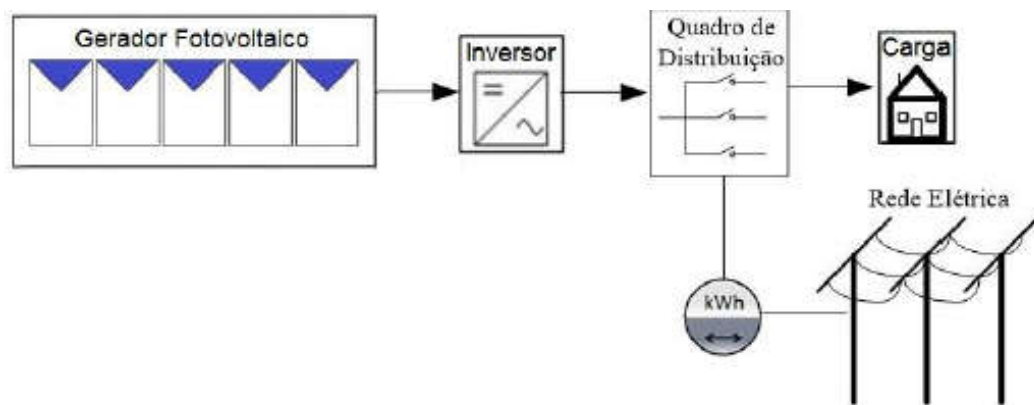 Gerador Fotovoltaico
Inversor
Quadro de
Distribuição
Carga
Rede Elétrica
kWh